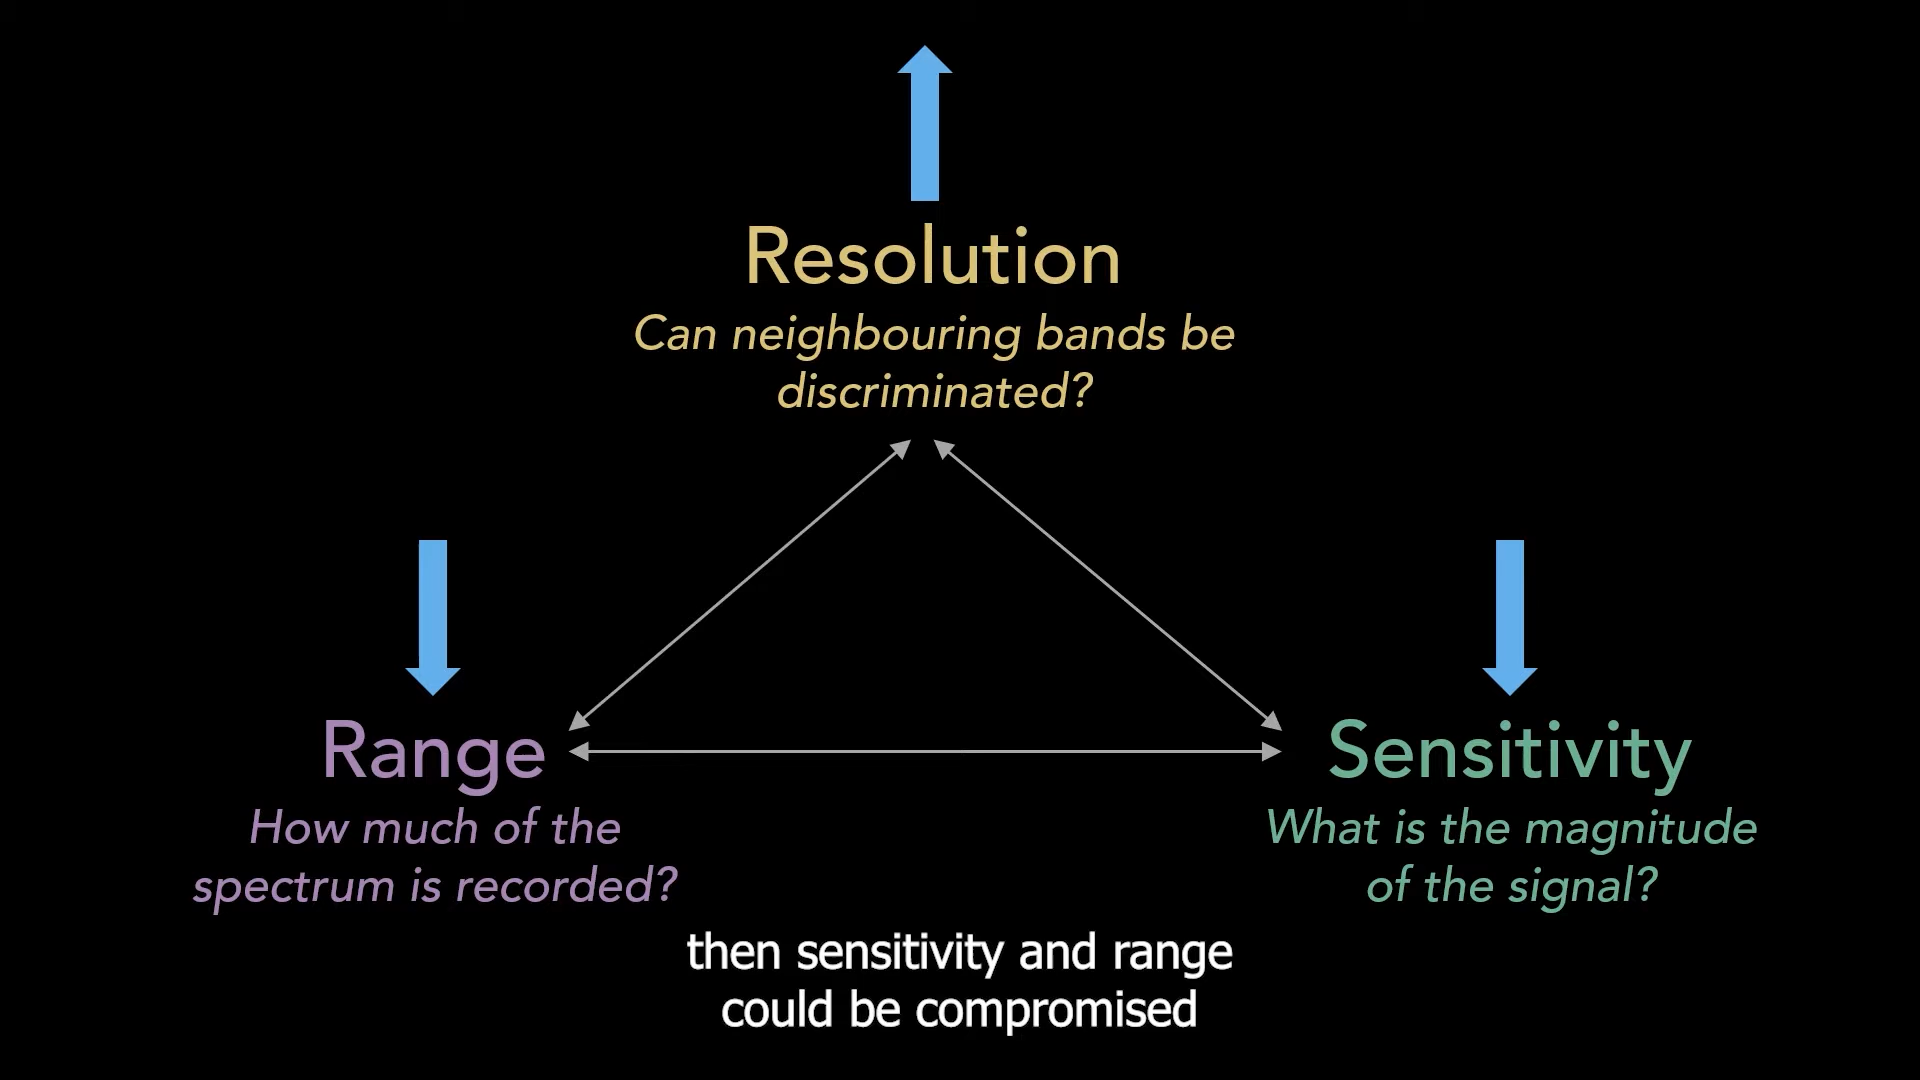 Resolution
Can neighbouring bands be
discriminated?
Range
How much of the
spectrum is recorded?
Sensitivity
What is the magnitude
of the signal?
then sensitivity and range
could be compromised